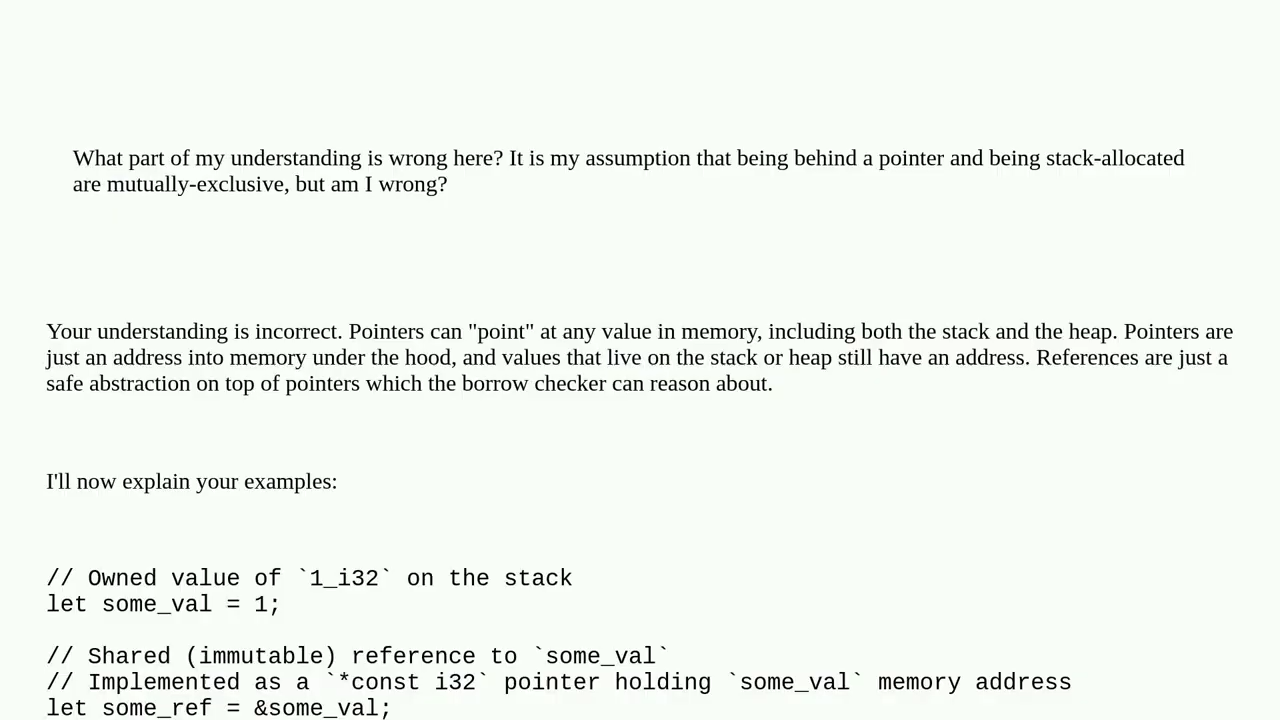 What part of my understanding is wrong here? It is my assumption that being behind a pointer and being stack-allocated
are mutually-exclusive, but am I wrong?
Your understanding is incorrect. Pointers can "point" at any value in memory, including both the stack and the heap. Pointers are
just an address into memory under the hood, and values that live on the stack or heap still have an address. References are just a
safe abstraction on top of pointers which the borrow checker can reason about.
I'll now explain your examples:
// Owned value of `1_i32` on the stack
let some_val = 1;
// Shared (immutable) reference to `some_val`
// Implemented as a `*const i32` pointer holding `some_val` memory address
let some_ref = &some_val;